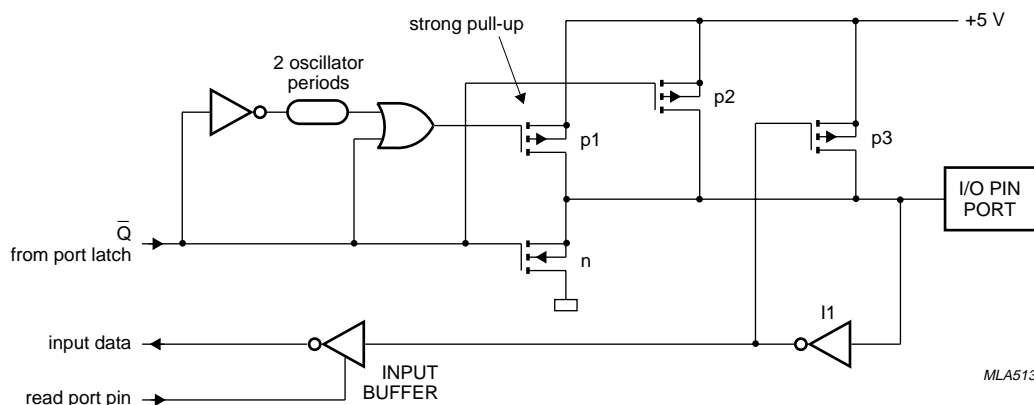 strong pull-up
+5 V
2 oscillator
periods
p2
p1
p3
I/O PIN
PORT
Q̅
from port latch
n
I1
input data
INPUT
BUFFER
read port pin
MLA513